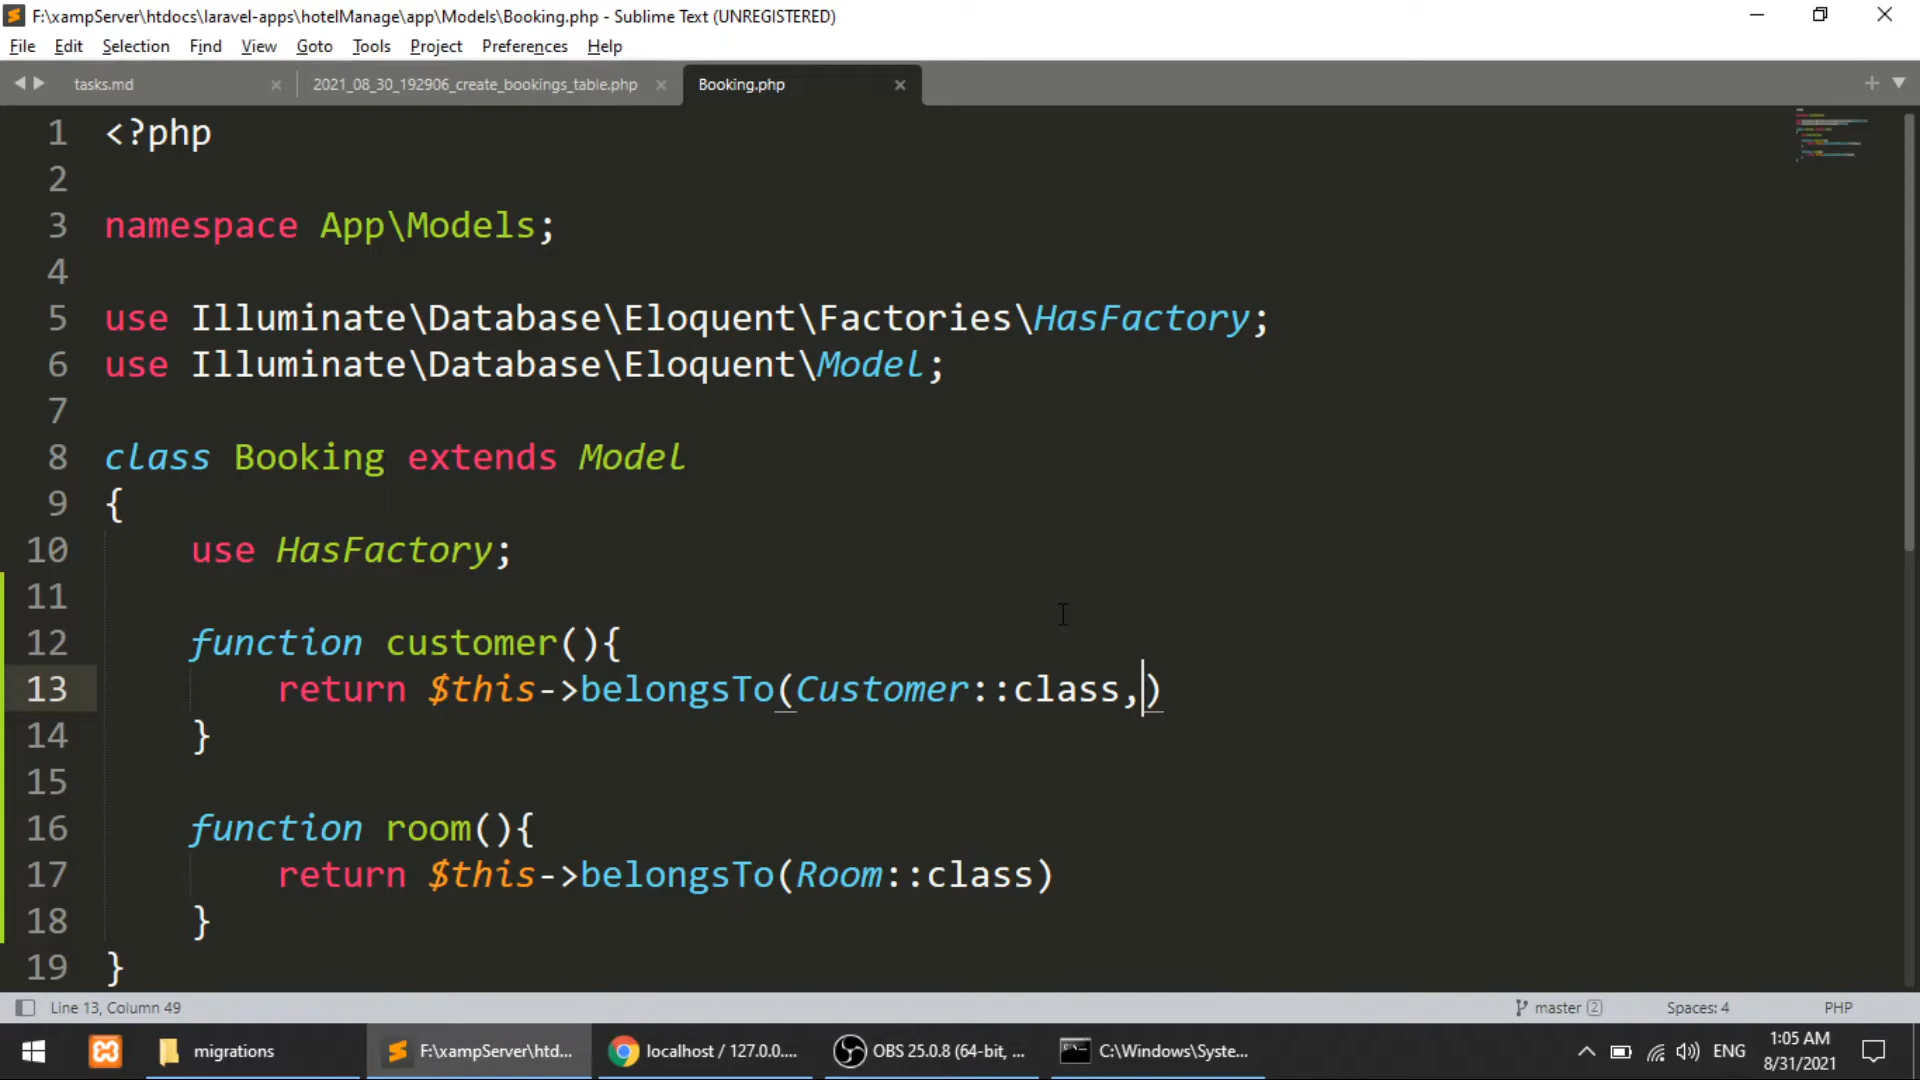 F:\xampServer\htdocs\laravel-apps\hotelManage\app\Models\Booking.php - Sublime Text (UNREGISTERED)
File Edit Selection Find View Goto Tools Project Preferences Help
tasks.md 2021_08_30_192906_create_bookings_table.php Booking.php
1 <?php
2
3 namespace App\Models;
4
5 use Illuminate\Database\Eloquent\Factories\HasFactory;
6 use Illuminate\Database\Eloquent\Model;
7
8 class Booking extends Model
9 {
10 use HasFactory;
11
12 function customer(){
13 return $this->belongsTo(Customer::class,)
14 }
15
16 function room(){
17 return $this->belongsTo(Room::class)
18 }
19 }
Line 13, Column 49 master 2 Spaces: 4 PHP
migrations F:\xampServer\htd... localhost / 127.0.0.... OBS 25.0.8 (64-bit, ... C:\Windows\Syste... ENG 1:05 AM
8/31/2021